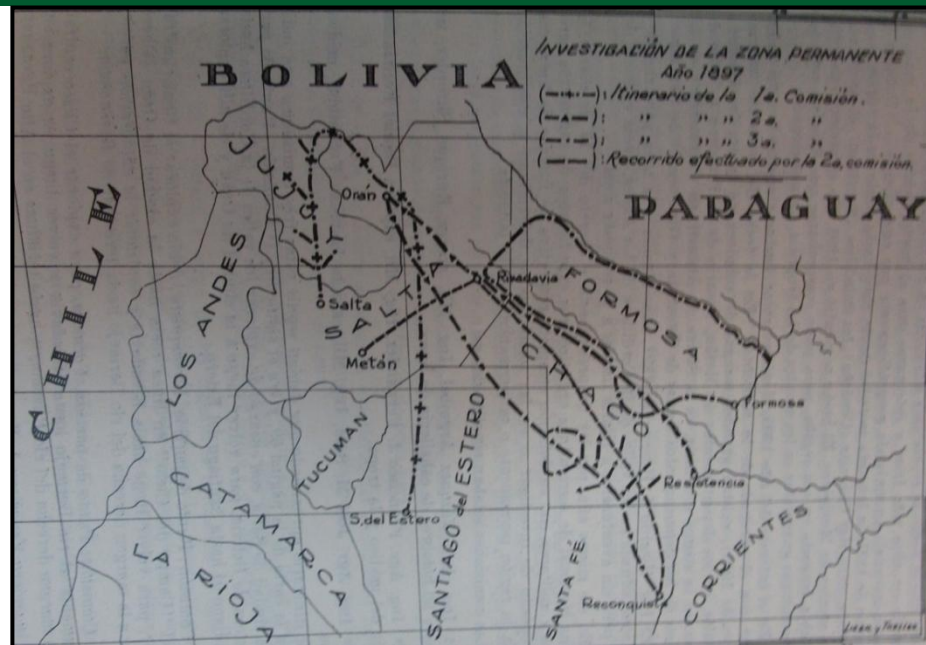 INVESTIGACIÓN DE LA ZONA PERMANENTE
Año 1897
(—·+·—): Itinerario de la 1a. Comisión.
(—▲—): " " " 2a, "
(—·—): " " " 3a, "
(— —): Recorrido efectuado por la 2a, comisión.
BOLIVIA
PARAGUAY
CHILE
JUJUY
Orán
Rivadavia
FORMOSA
LOS ANDES
Salta
SALTA
Metán
CHACO
Formosa
TUCUMAN
SANTIAGO del ESTERO
Resistencia
CATAMARCA
S. del Estero
LA RIOJA
SANTA FÉ
CORRIENTES
Reconquista